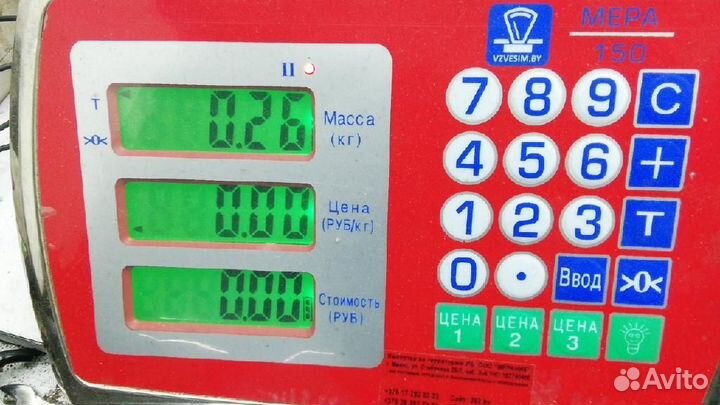 МЕРА
150
VZVESIM.BY
II
T
>0<
0.26
Масса
(кг)
0.00
Цена
(РУБ/кг)
0.00
Стоимость
(РУБ)
7 8 9 C
4 5 6 +
1 2 3 T
0 . Ввод >0<
ЦЕНА 1 ЦЕНА 2 ЦЕНА 3
Avito